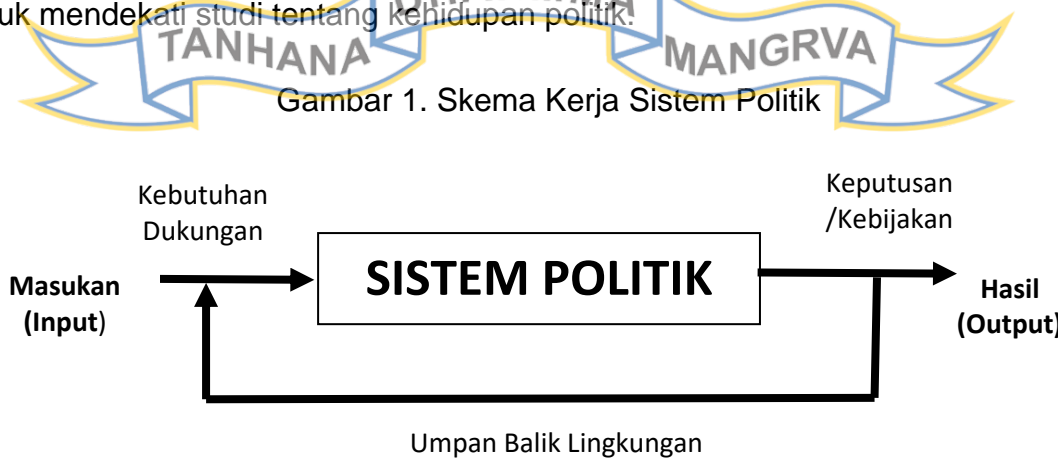 uk mendekati studi tentang kehidupan politik.
TANHANA
MANGRVA
Gambar 1. Skema Kerja Sistem Politik
Kebutuhan
Dukungan
Keputusan
/Kebijakan
Masukan
(Input)
SISTEM POLITIK
Hasil
(Output)
Umpan Balik Lingkungan